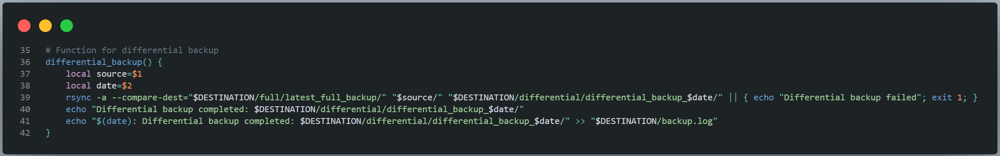 35 # Function for differential backup
36 differential_backup() {
37     local source=$1
38     local date=$2
39     rsync -a --compare-dest="$DESTINATION/full/latest_full_backup/" "$source/" "$DESTINATION/differential/differential_backup_$date/" || { echo "Differential backup failed"; exit 1; }
40     echo "Differential backup completed: $DESTINATION/differential/differential_backup_$date/"
41     echo "$(date): Differential backup completed: $DESTINATION/differential/differential_backup_$date/" >> "$DESTINATION/backup.log"
42 }